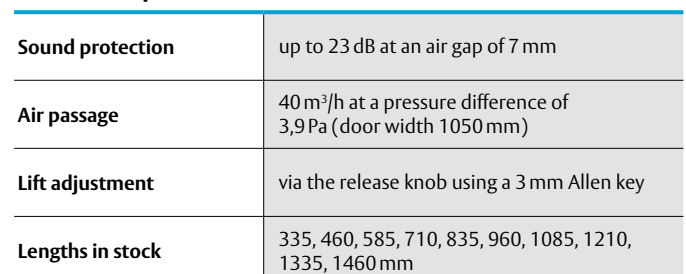 Sound protection
up to 23 dB at an air gap of 7 mm
Air passage
40 m³/h at a pressure difference of
3,9 Pa (door width 1050 mm)
Lift adjustment
via the release knob using a 3 mm Allen key
Lengths in stock
335, 460, 585, 710, 835, 960, 1085, 1210,
1335, 1460 mm